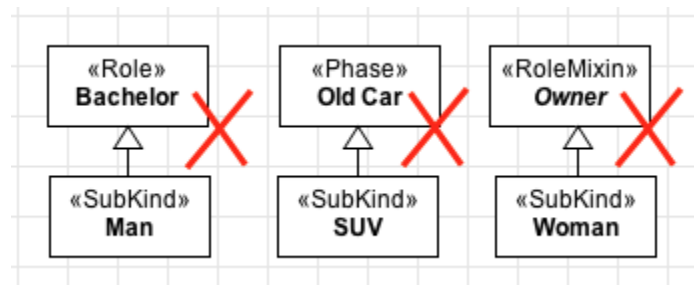 «Role»
Bachelor
«Phase»
Old Car
«RoleMixin»
Owner
«SubKind»
Man
«SubKind»
SUV
«SubKind»
Woman